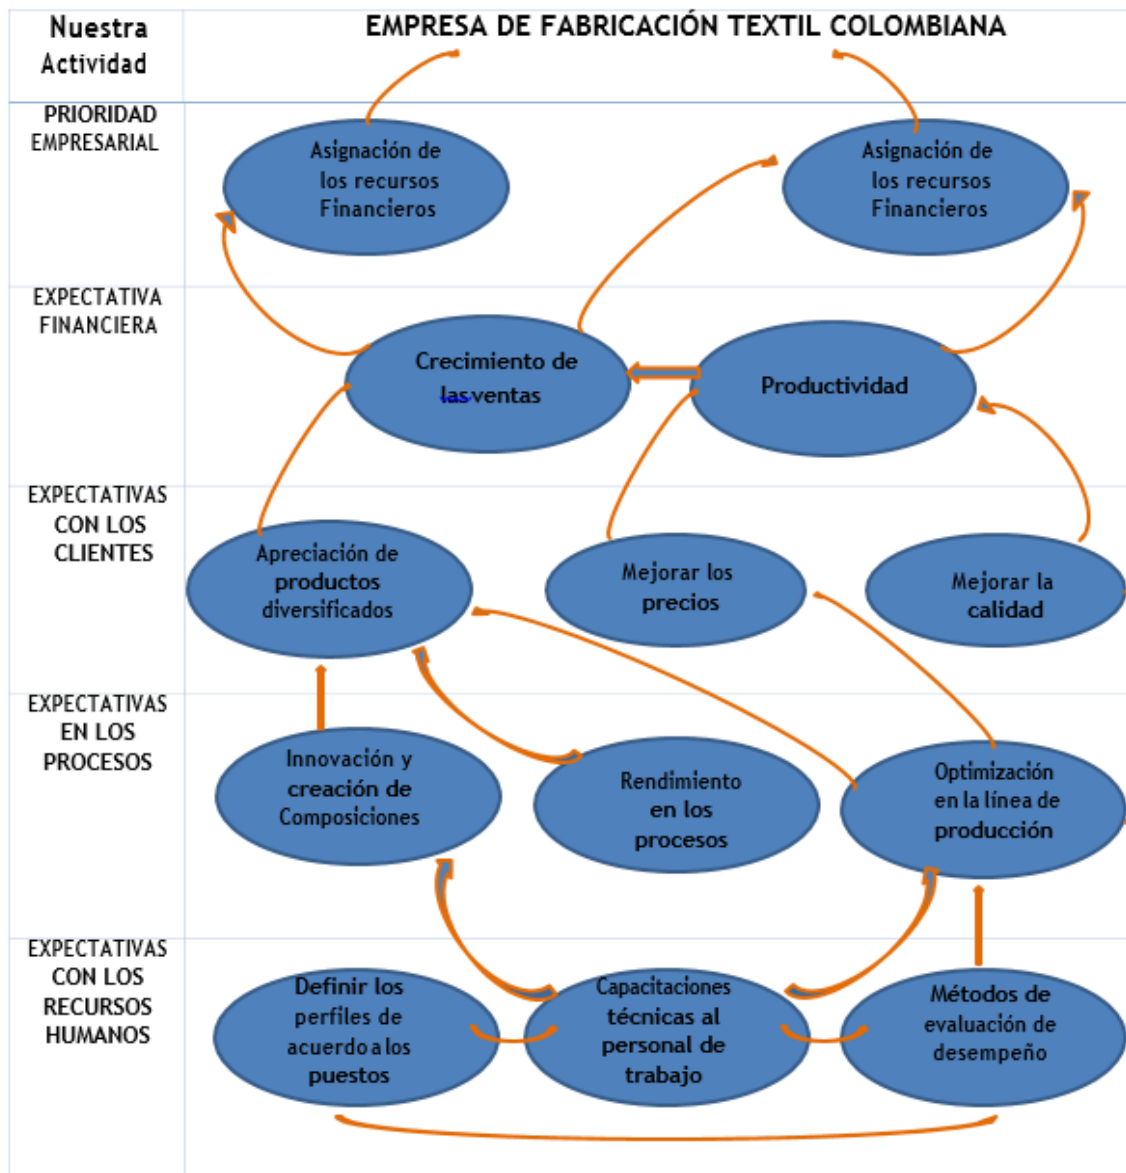 Nuestra
Actividad
EMPRESA DE FABRICACIÓN TEXTIL COLOMBIANA
PRIORIDAD
EMPRESARIAL
Asignación de
los recursos
Financieros
Asignación de
los recursos
Financieros
EXPECTATIVA
FINANCIERA
Crecimiento de
las ventas
Productividad
EXPECTATIVAS
CON LOS
CLIENTES
Apreciación de
productos
diversificados
Mejorar los
precios
Mejorar la
calidad
EXPECTATIVAS
EN LOS
PROCESOS
Innovación y
creación de
Composiciones
Rendimiento
en los
procesos
Optimización
en la línea de
producción
EXPECTATIVAS
CON LOS
RECURSOS
HUMANOS
Definir los
perfiles de
acuerdo a los
puestos
Capacitaciones
técnicas al
personal de
trabajo
Métodos de
evaluación de
desempeño